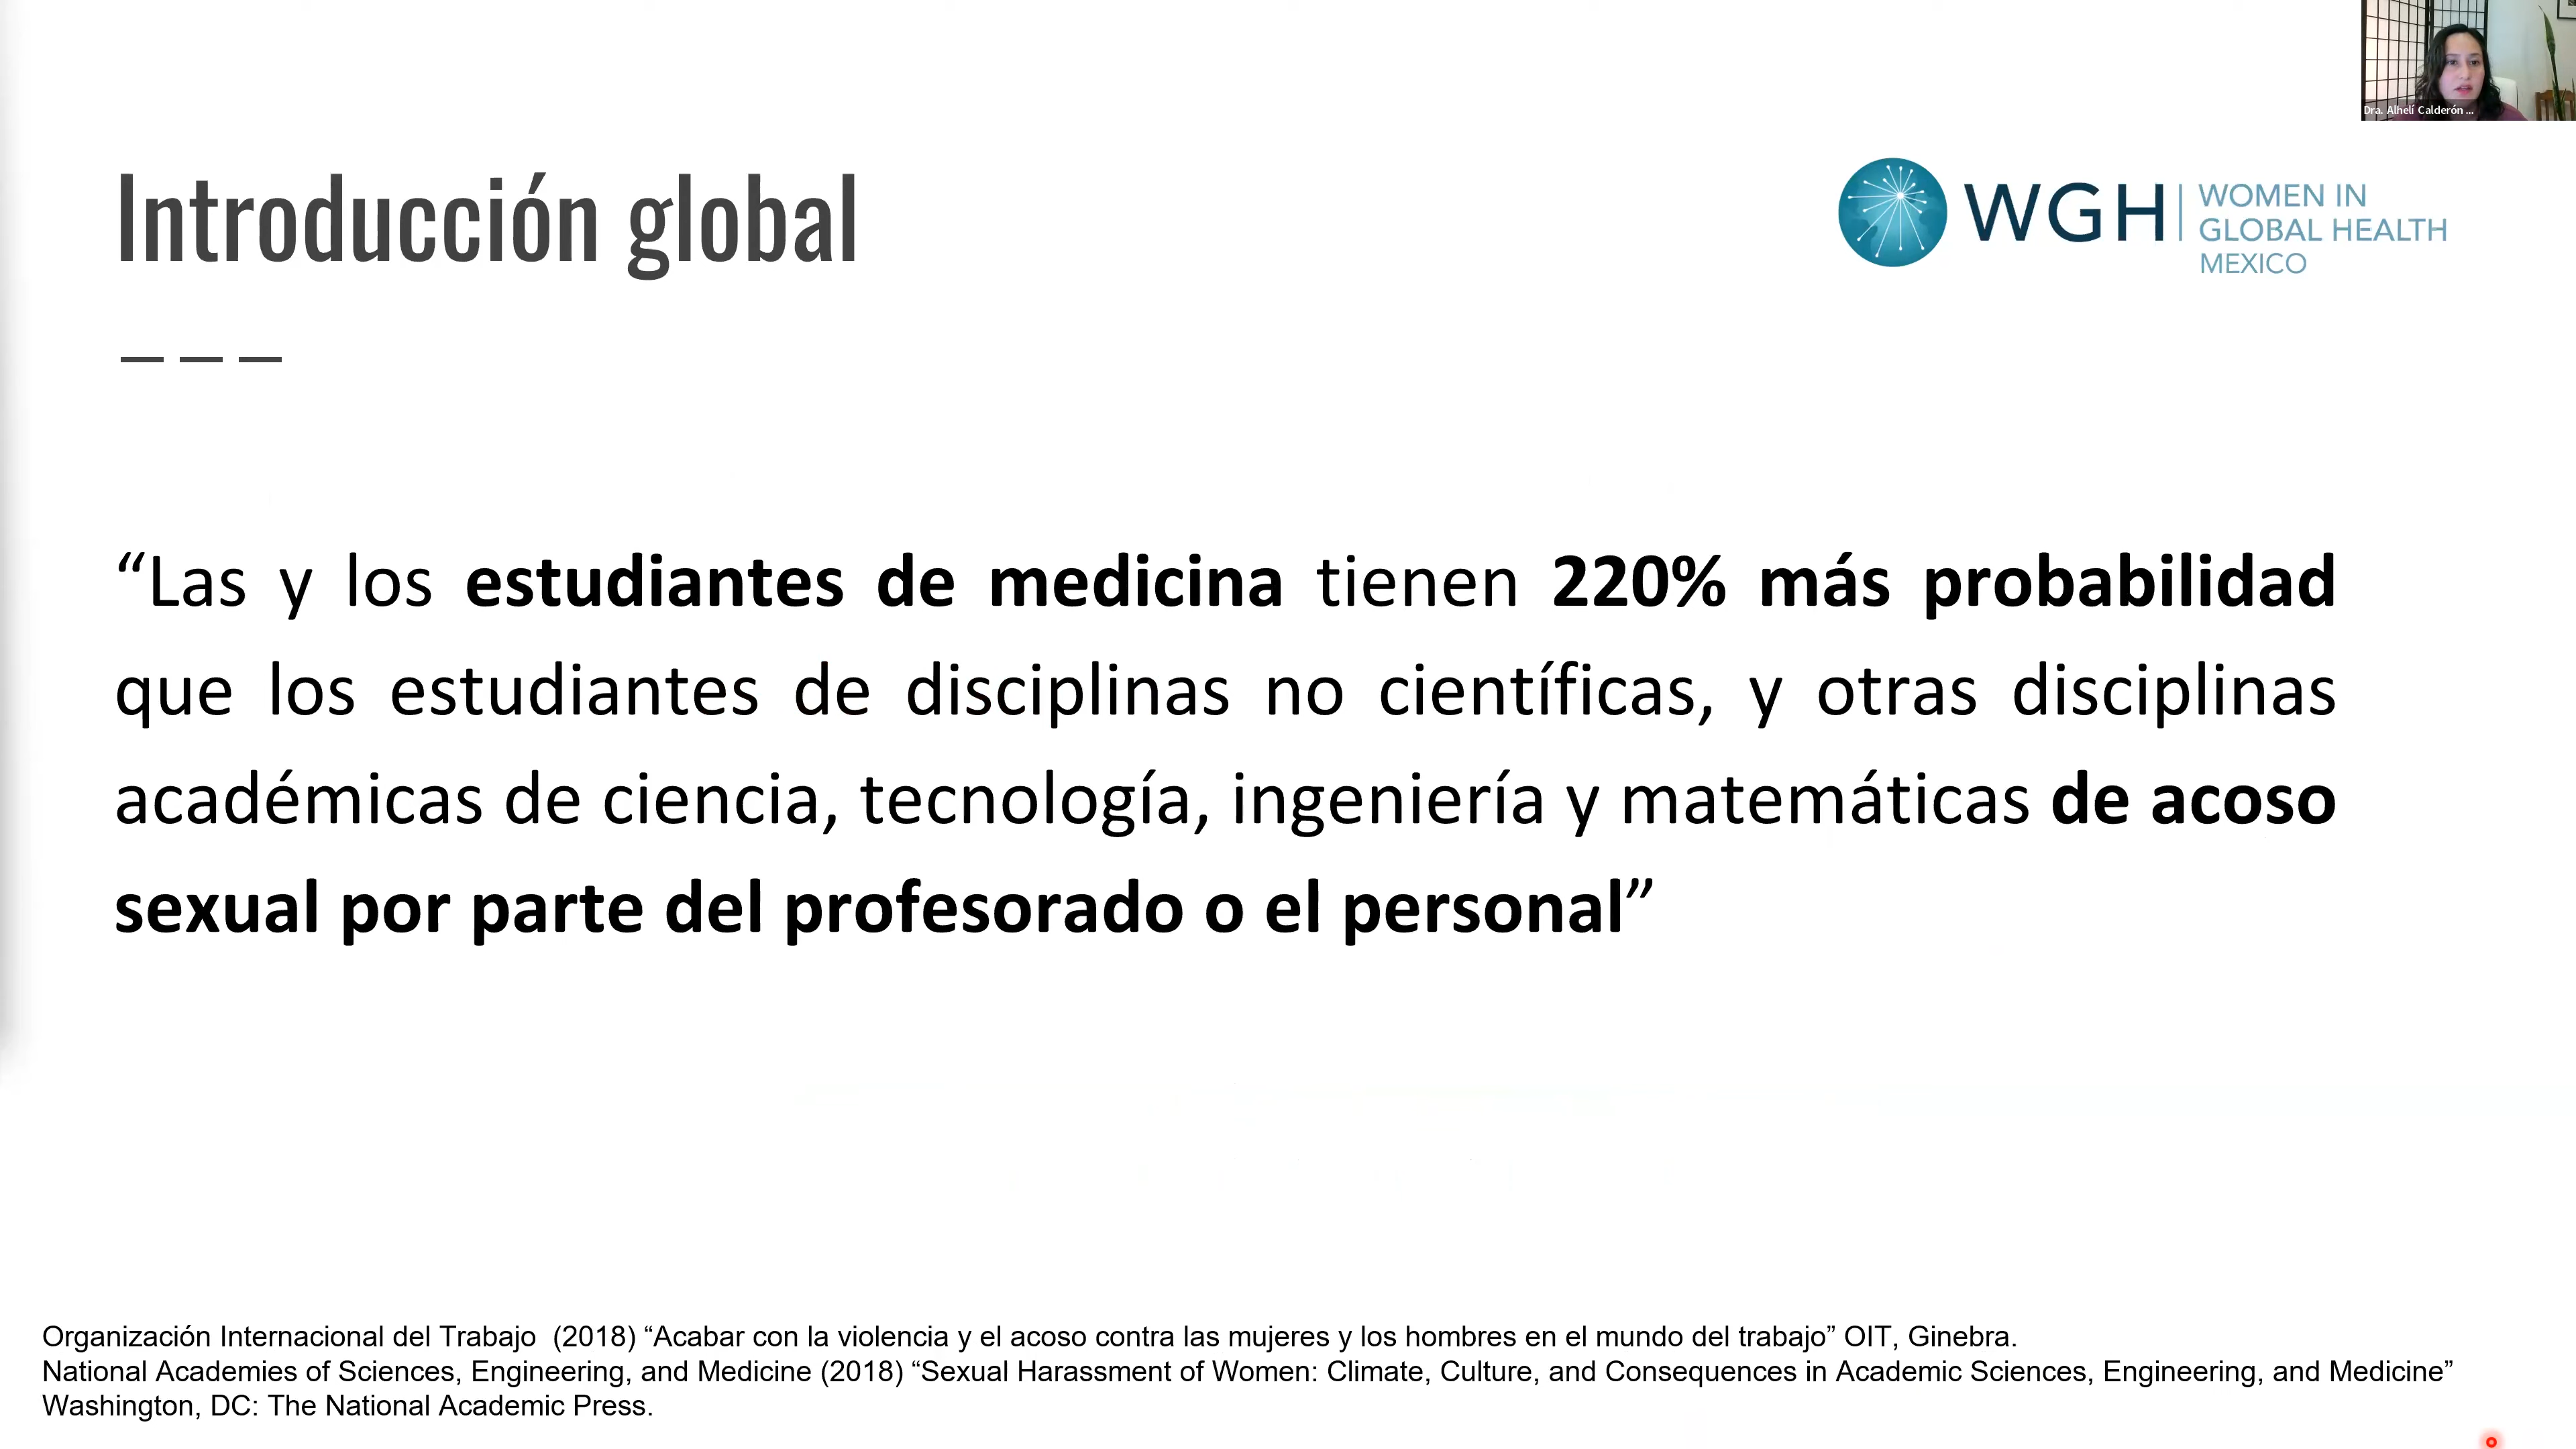 Dra. Alhelí Calderón ...
Introducción global
WGH
WOMEN IN
GLOBAL HEALTH
MEXICO
“Las y los estudiantes de medicina tienen 220% más probabilidad
que los estudiantes de disciplinas no científicas, y otras disciplinas
académicas de ciencia, tecnología, ingeniería y matemáticas de acoso
sexual por parte del profesorado o el personal”
Organización Internacional del Trabajo  (2018) “Acabar con la violencia y el acoso contra las mujeres y los hombres en el mundo del trabajo” OIT, Ginebra.
National Academies of Sciences, Engineering, and Medicine (2018) “Sexual Harassment of Women: Climate, Culture, and Consequences in Academic Sciences, Engineering, and Medicine”
Washington, DC: The National Academic Press.